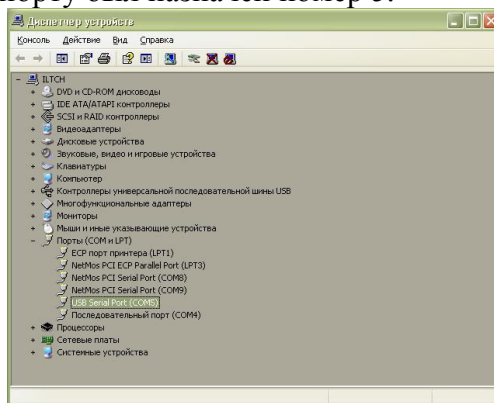 порту был назначен номер 5.
Диспетчер устройств
Консоль Действие Вид Справка
ILTCH
DVD и CD-ROM дисководы
IDE ATA/ATAPI контроллеры
SCSI и RAID контроллеры
Видеоадаптеры
Дисковые устройства
Звуковые, видео и игровые устройства
Клавиатуры
Компьютер
Контроллеры универсальной последовательной шины USB
Многофункциональные адаптеры
Мониторы
Мыши и иные указывающие устройства
Порты (COM и LPT)
ECP порт принтера (LPT1)
NetMos PCI ECP Parallel Port (LPT3)
NetMos PCI Serial Port (COM8)
NetMos PCI Serial Port (COM9)
USB Serial Port (COM5)
Последовательный порт (COM4)
Процессоры
Сетевые платы
Системные устройства